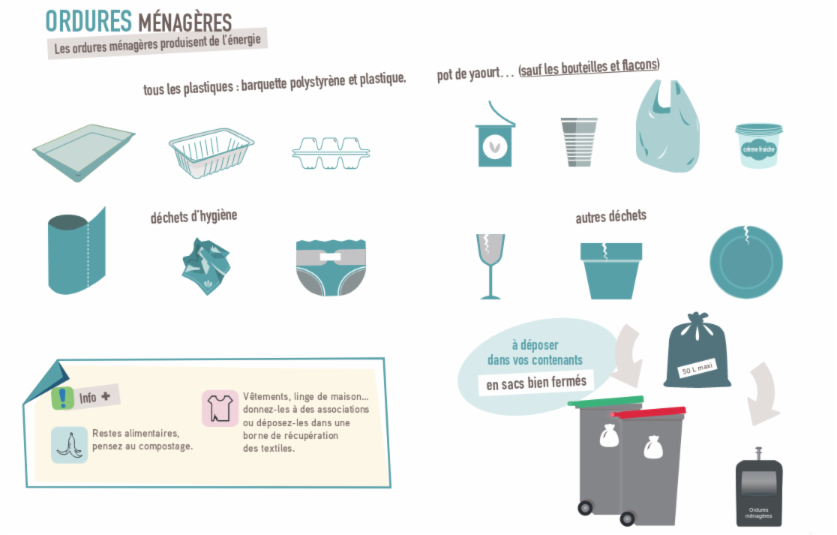 ORDURES MÉNAGÈRES
Les ordures ménagères produisent de l'énergie
tous les plastiques : barquette polystyrène et plastique,
pot de yaourt... (sauf les bouteilles et flacons)
crème fraîche
déchets d'hygiène
autres déchets
à déposer
dans vos contenants
en sacs bien fermés
50 L maxi
Info +
Restes alimentaires,
pensez au compostage.
Vêtements, linge de maison...
donnez-les à des associations
ou déposez-les dans une
borne de récupération
des textiles.
Ordures
ménagères